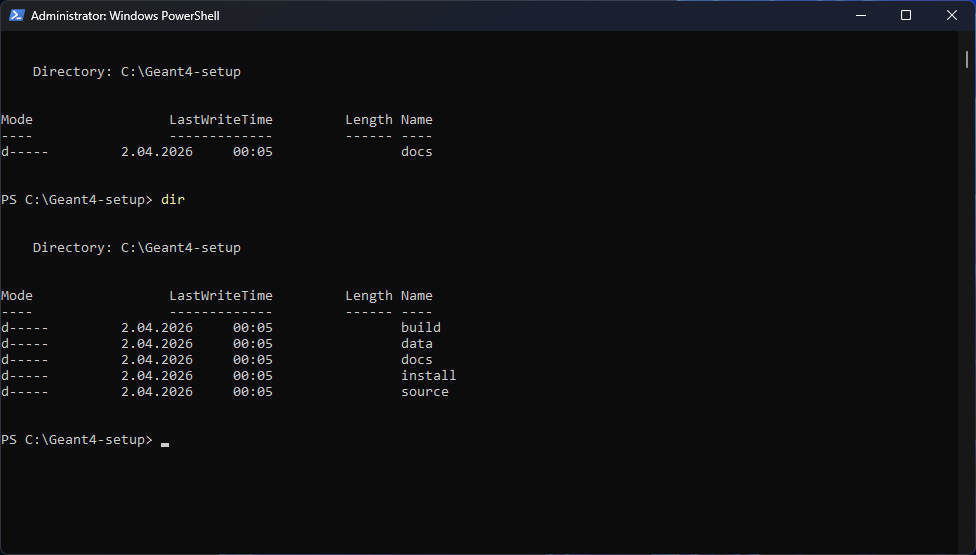 Administrator: Windows PowerShell
    Directory: C:\Geant4-setup
Mode                 LastWriteTime         Length Name
----                 -------------         ------ ----
d-----         2.04.2026     00:05                docs
PS C:\Geant4-setup> dir
    Directory: C:\Geant4-setup
Mode                 LastWriteTime         Length Name
----                 -------------         ------ ----
d-----         2.04.2026     00:05                build
d-----         2.04.2026     00:05                data
d-----         2.04.2026     00:05                docs
d-----         2.04.2026     00:05                install
d-----         2.04.2026     00:05                source
PS C:\Geant4-setup>